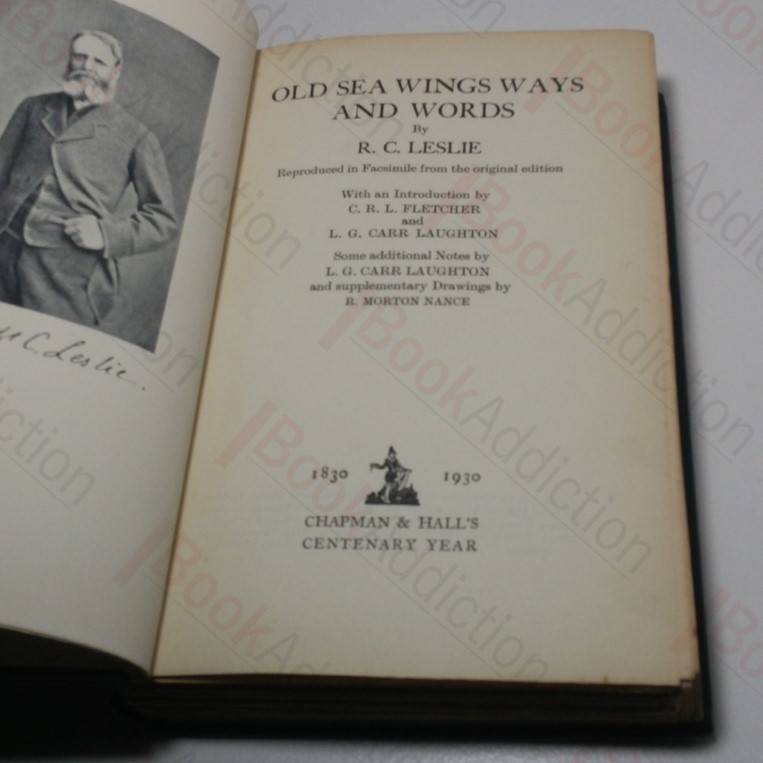 C. Leslie.
OLD SEA WINGS WAYS
AND WORDS
By
R. C. LESLIE
Reproduced in Facsimile from the original edition
With an Introduction by
C. R. L. FLETCHER
and
L. G. CARR LAUGHTON
Some additional Notes by
L. G. CARR LAUGHTON
and supplementary Drawings by
R. MORTON NANCE
1830 1930
CHAPMAN & HALL'S
CENTENARY YEAR
BookAddiction